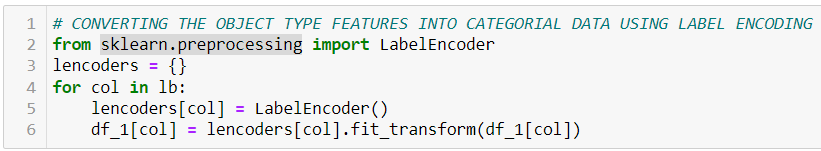 1 # CONVERTING THE OBJECT TYPE FEATURES INTO CATEGORIAL DATA USING LABEL ENCODING
2 from sklearn.preprocessing import LabelEncoder
3 lencoders = {}
4 for col in lb:
5     lencoders[col] = LabelEncoder()
6     df_1[col] = lencoders[col].fit_transform(df_1[col])